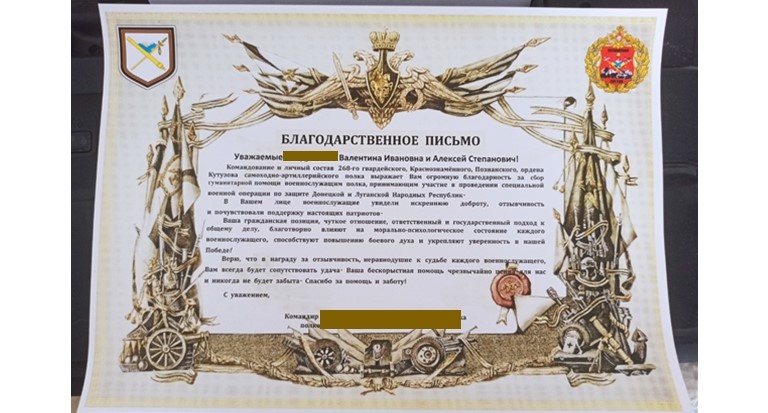 БЛАГОДАРСТВЕННОЕ ПИСЬМО
Уважаемые Валентина Ивановна и Алексей Степанович!
Командование и личный состав 260-го гвардейского, Краснознамённого, Познанского, ордена
Кутузова самоходно-артиллерийского полка выражает Вам огромную благодарность за сбор
гуманитарной помощи военнослужащим полка, принимающим участие в проведения специальной
военной операции по защите Донецкой и Луганской Народных Республик.
В Вашем лице военнослужащие увидели искреннюю доброту, отзывчивость
и почувствовали поддержку настоящих патриотов.
Ваша гражданская позиция, чуткое отношение, ответственный и государственный подход к
общему делу, благотворно влияют на морально-психологическое состояние каждого
военнослужащего, способствуют повышению боевого духа и укрепляют уверенность в нашей
Победе!
Верю, что в награду за отзывчивость, неравнодушие к судьбе каждого военнослужащего,
Вам всегда будет сопутствовать удача. Ваша бескорыстная помощь чрезвычайно для нас
и никогда не будет забыта. Спасибо за помощь и заботу!
С уважением,
Командир